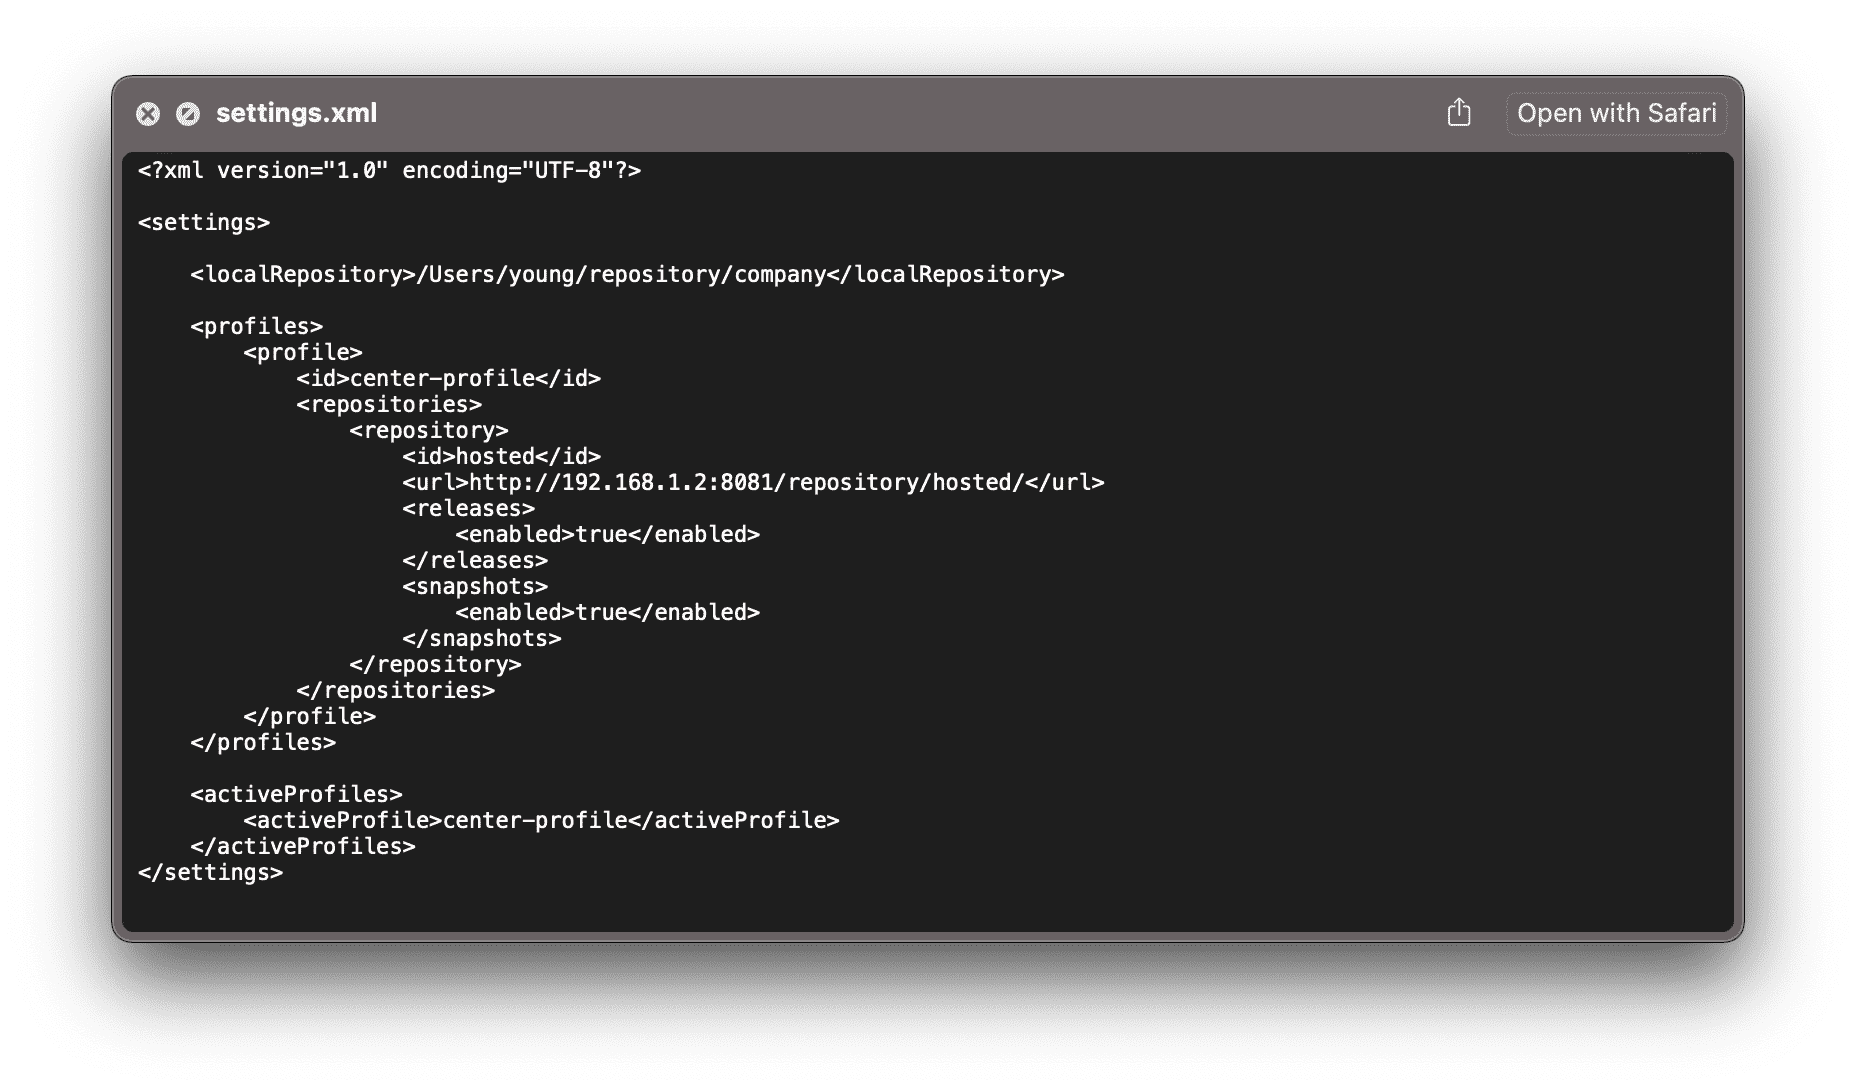 settings.xml
Open with Safari
<?xml version="1.0" encoding="UTF-8"?>
<settings>
    <localRepository>/Users/young/repository/company</localRepository>
    <profiles>
        <profile>
            <id>center-profile</id>
            <repositories>
                <repository>
                    <id>hosted</id>
                    <url>http://192.168.1.2:8081/repository/hosted/</url>
                    <releases>
                        <enabled>true</enabled>
                    </releases>
                    <snapshots>
                        <enabled>true</enabled>
                    </snapshots>
                </repository>
            </repositories>
        </profile>
    </profiles>
    <activeProfiles>
        <activeProfile>center-profile</activeProfile>
    </activeProfiles>
</settings>